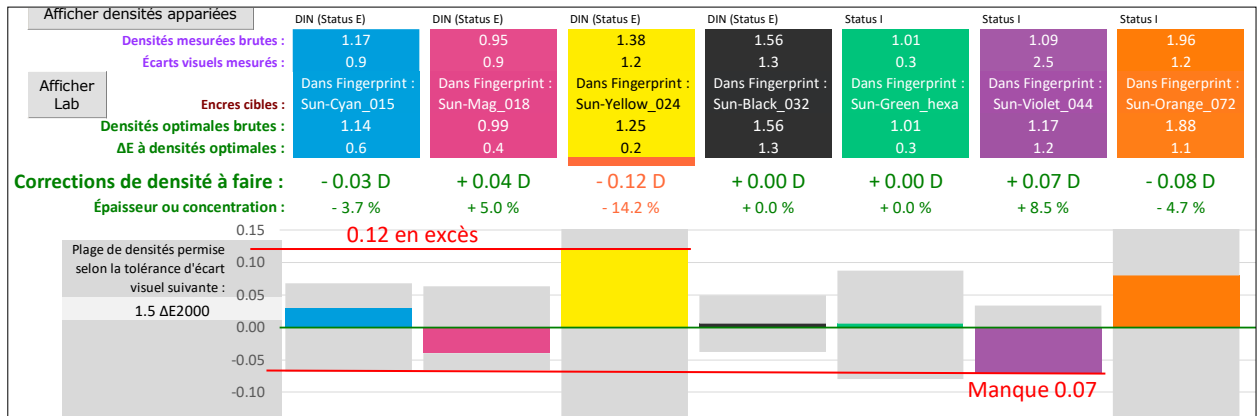 Afficher densités appariées
DIN (Status E) DIN (Status E) DIN (Status E) DIN (Status E) Status I Status I Status I
Densités mesurées brutes : 1.17 0.95 1.38 1.56 1.01 1.09 1.96
Écarts visuels mesurés : 0.9 0.9 1.2 1.3 0.3 2.5 1.2
Afficher
Lab
Dans Fingerprint : Dans Fingerprint : Dans Fingerprint : Dans Fingerprint : Dans Fingerprint : Dans Fingerprint : Dans Fingerprint :
Encres cibles : Sun-Cyan_015 Sun-Mag_018 Sun-Yellow_024 Sun-Black_032 Sun-Green_hexa Sun-Violet_044 Sun-Orange_072
Densités optimales brutes : 1.14 0.99 1.25 1.56 1.01 1.17 1.88
ΔE à densités optimales : 0.6 0.4 0.2 1.3 0.3 1.2 1.1
Corrections de densité à faire : - 0.03 D + 0.04 D - 0.12 D + 0.00 D + 0.00 D + 0.07 D - 0.08 D
Épaisseur ou concentration : - 3.7 % + 5.0 % - 14.2 % + 0.0 % + 0.0 % + 8.5 % - 4.7 %
Plage de densités permise
selon la tolérance d'écart
visuel suivante :
1.5 ΔE2000
0.15
0.10
0.05
0.00
-0.05
-0.10
0.12 en excès
Manque 0.07